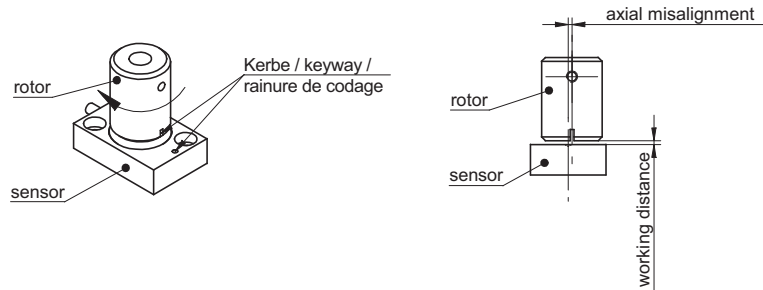 Kerbe / keyway /
rainure de codage
rotor
sensor
axial misalignment
rotor
sensor
working distance